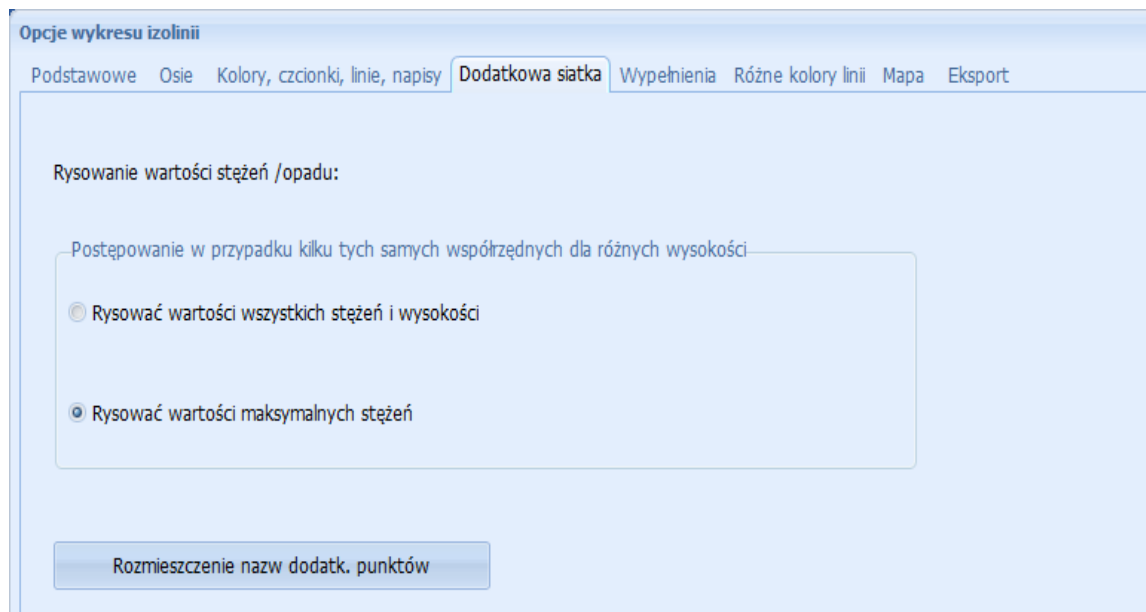 Opcje wykresu izolinii
Podstawowe Osie Kolory, czcionki, linie, napisy Dodatkowa siatka Wypełnienia Różne kolory linii Mapa Eksport
Rysowanie wartości stężeń /opadu:
Postępowanie w przypadku kilku tych samych współrzędnych dla różnych wysokości
Rysować wartości wszystkich stężeń i wysokości
Rysować wartości maksymalnych stężeń
Rozmieszczenie nazw dodatk. punktów